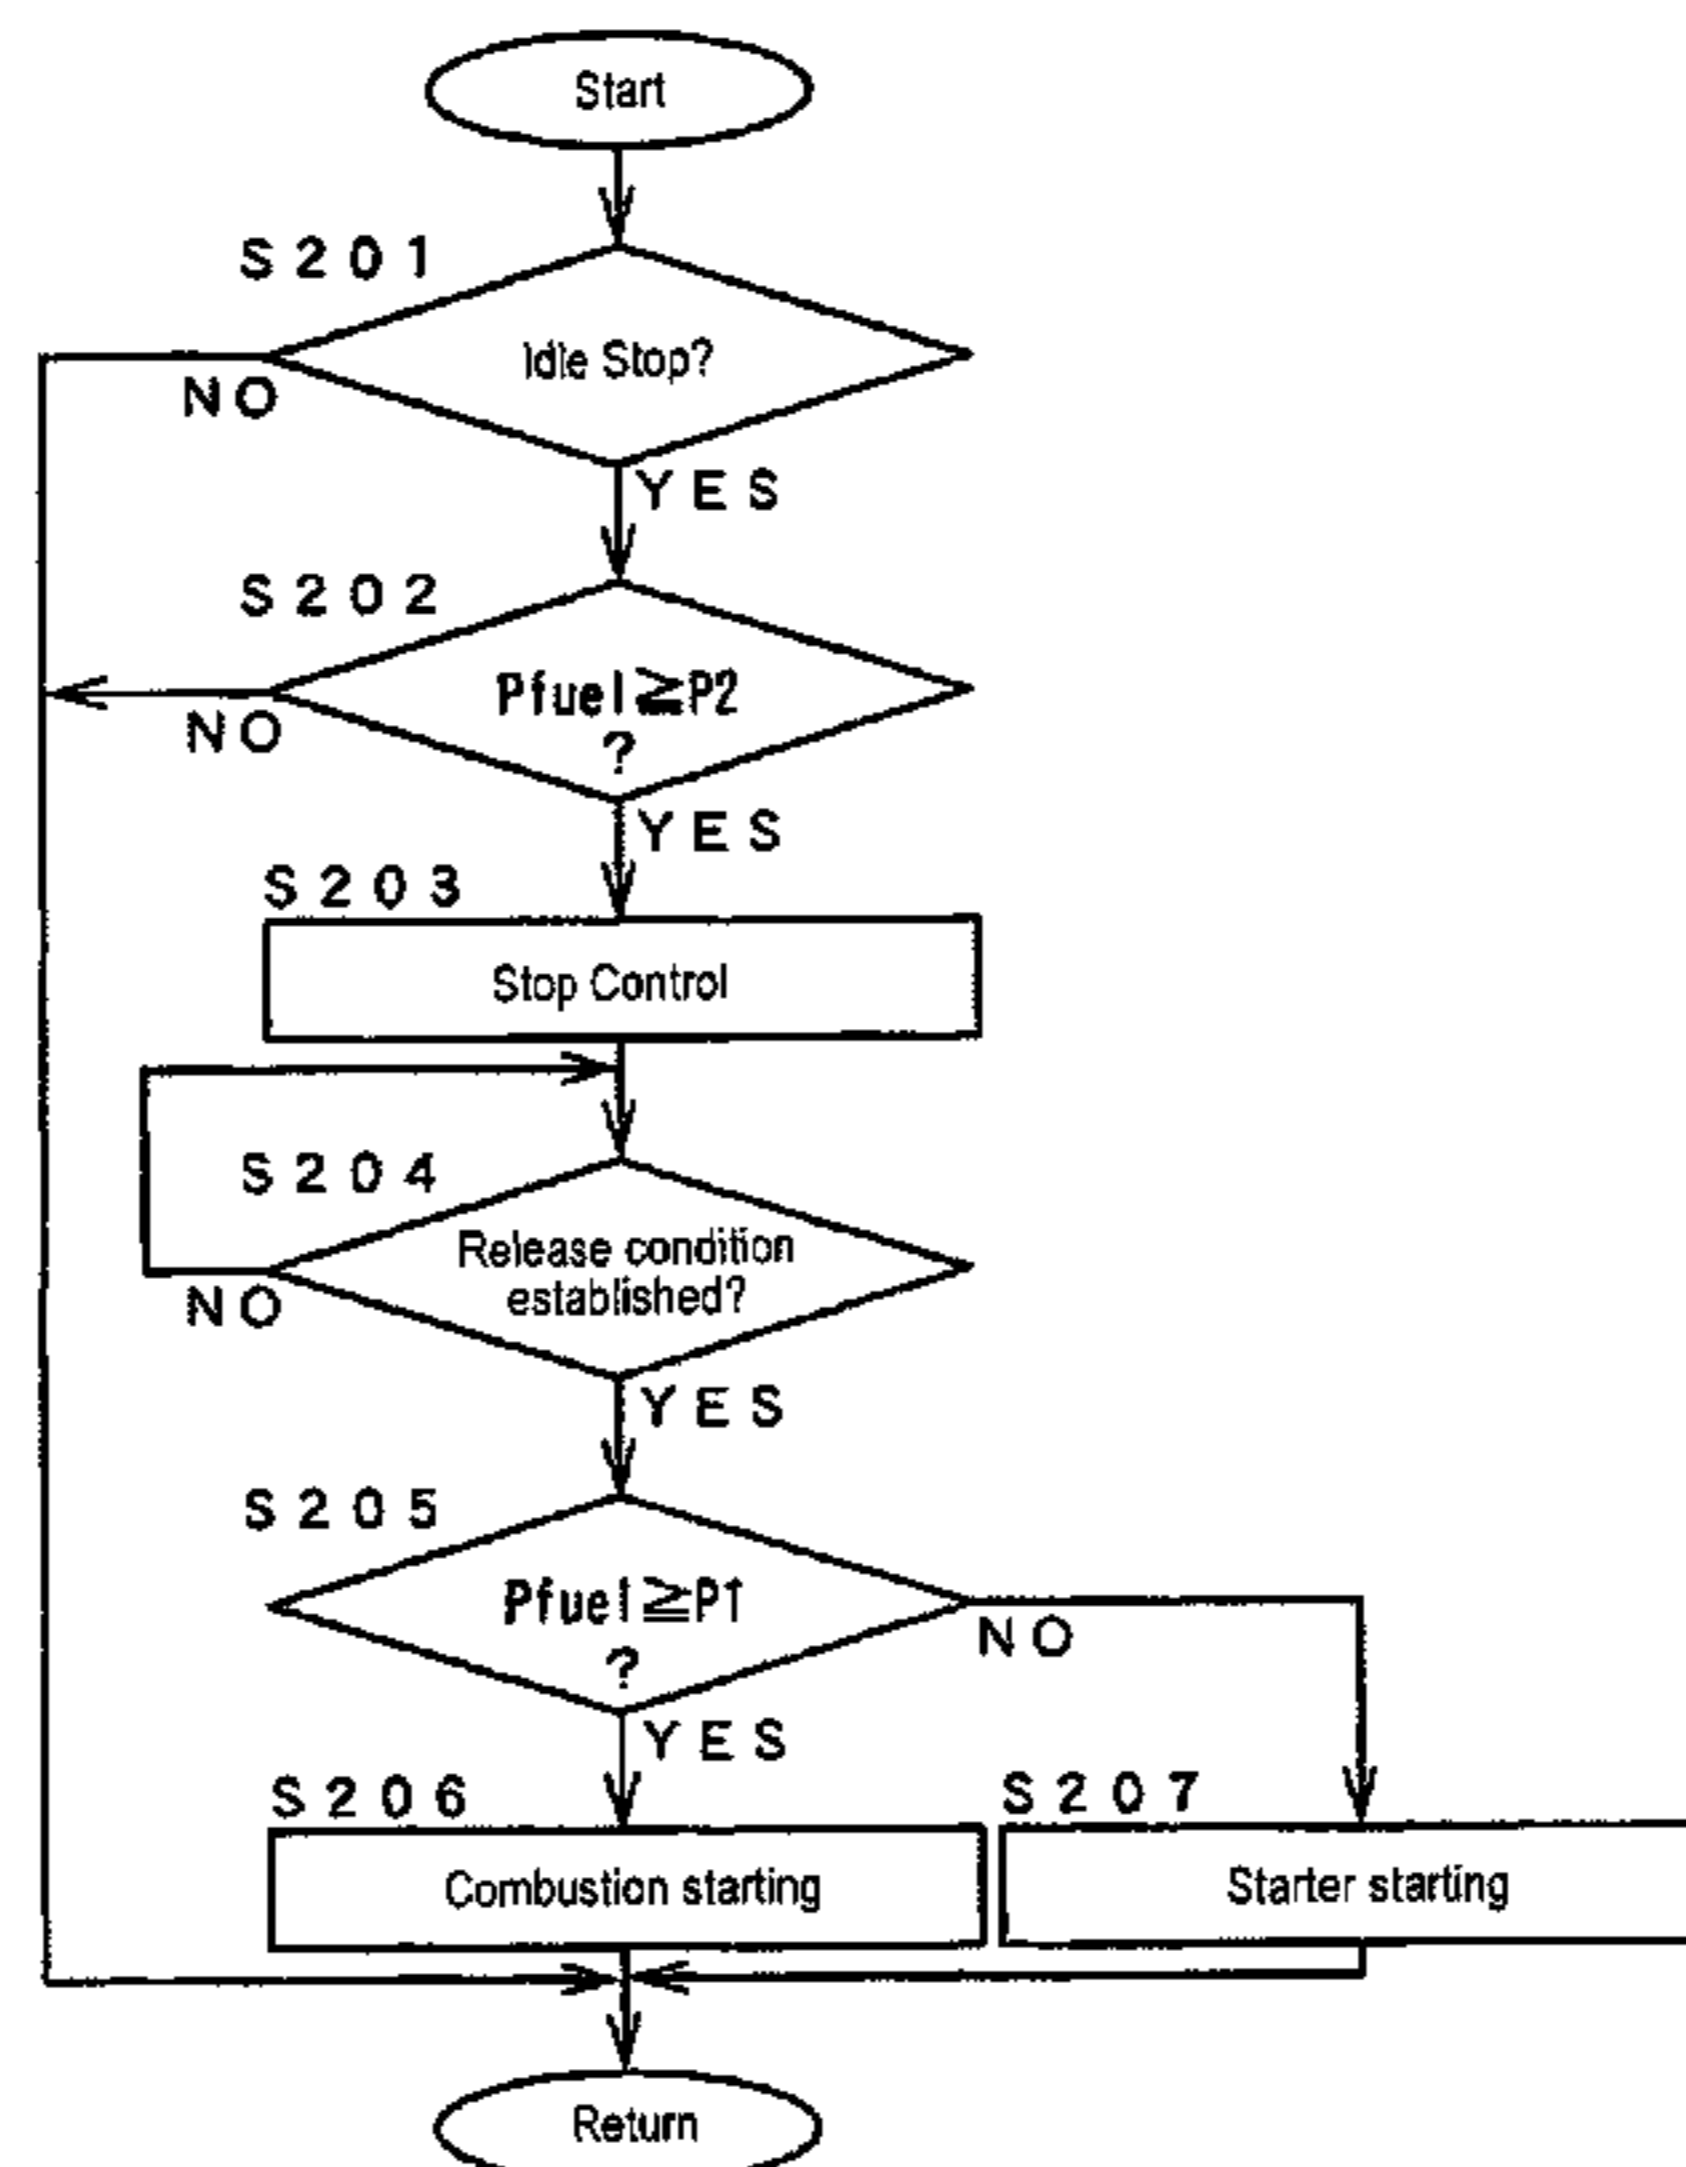 Start
S201
Idle Stop?
NO
YES
S202
Pfuel≧P2
?
NO
YES
S203
Stop Control
S204
Release condition
established?
NO
YES
S205
Pfuel≧P1
?
NO
YES
S206
S207
Combustion starting
Starter starting
Return